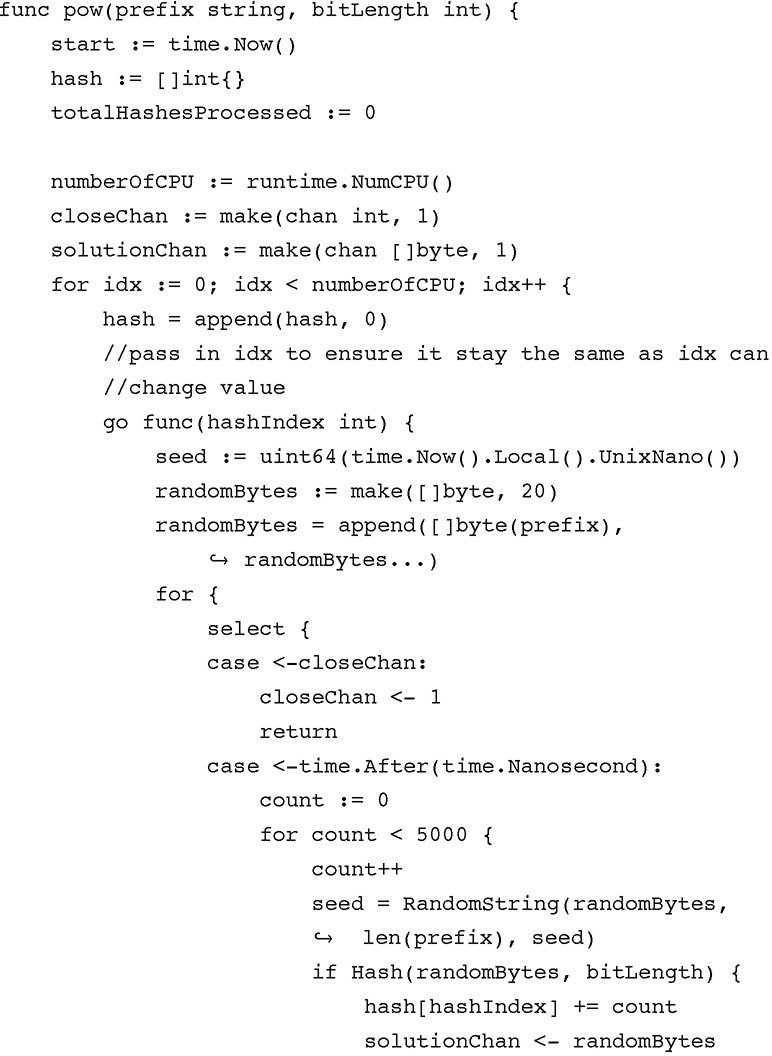 func pow(prefix string, bitLength int) {
    start := time.Now()
    hash := []int{}
    totalHashesProcessed := 0

    numberOfCPU := runtime.NumCPU()
    closeChan := make(chan int, 1)
    solutionChan := make(chan []byte, 1)
    for idx := 0; idx < numberOfCPU; idx++ {
        hash = append(hash, 0)
        //pass in idx to ensure it stay the same as idx can
        //change value
        go func(hashIndex int) {
            seed := uint64(time.Now().Local().UnixNano())
            randomBytes := make([]byte, 20)
            randomBytes = append([]byte(prefix),
                ↪ randomBytes...)
            for {
                select {
                case <-closeChan:
                    closeChan <- 1
                    return
                case <-time.After(time.Nanosecond):
                    count := 0
                    for count < 5000 {
                        count++
                        seed = RandomString(randomBytes,
                        ↪  len(prefix), seed)
                        if Hash(randomBytes, bitLength) {
                            hash[hashIndex] += count
                            solutionChan <- randomBytes